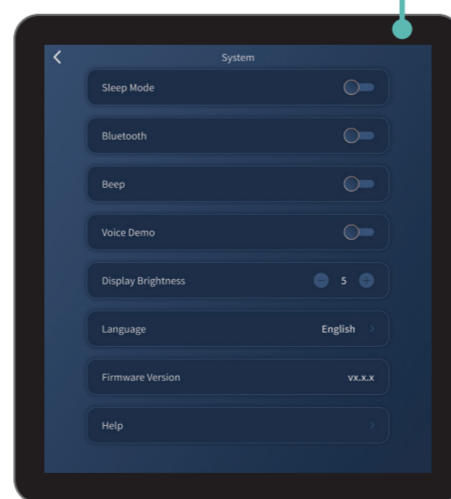 System
Sleep Mode
Bluetooth
Beep
Voice Demo
Display Brightness 5
Language English
Firmware Version vx.x.x
Help